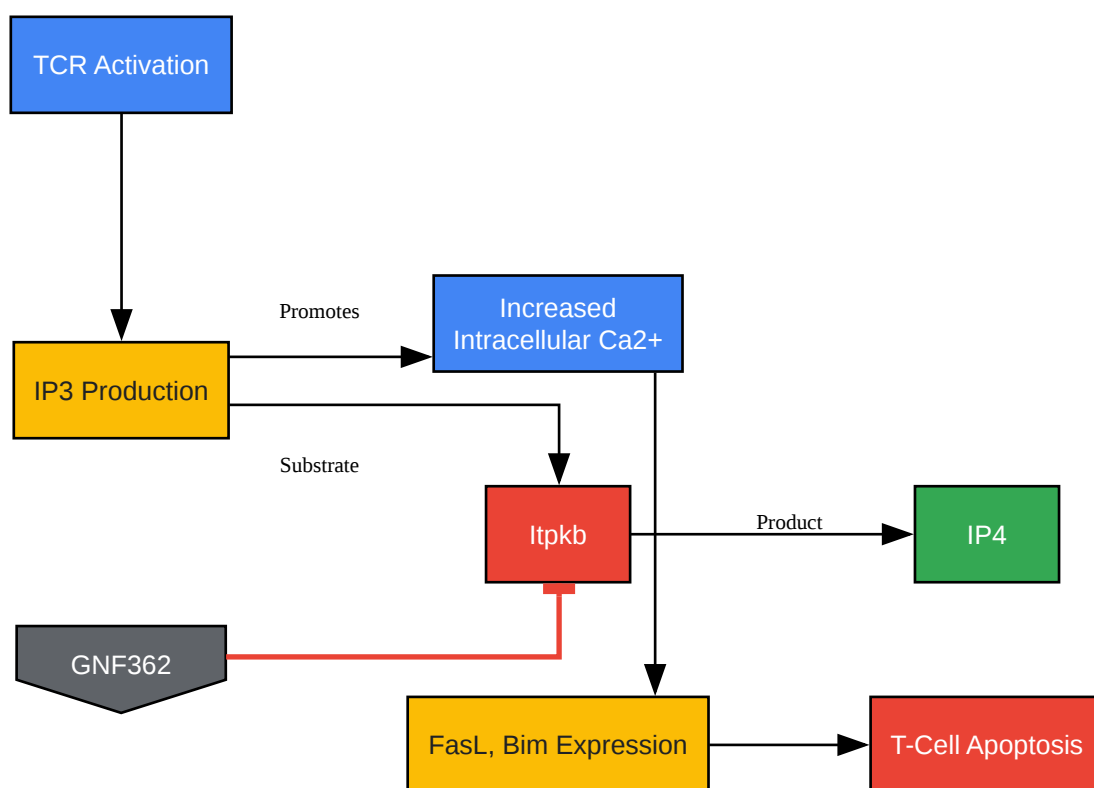 TCR Activation
Promotes
Increased
Intracellular Ca2+
IP3 Production
Substrate
Itpkb
Product
IP4
GNF362
FasL, Bim Expression
T-Cell Apoptosis